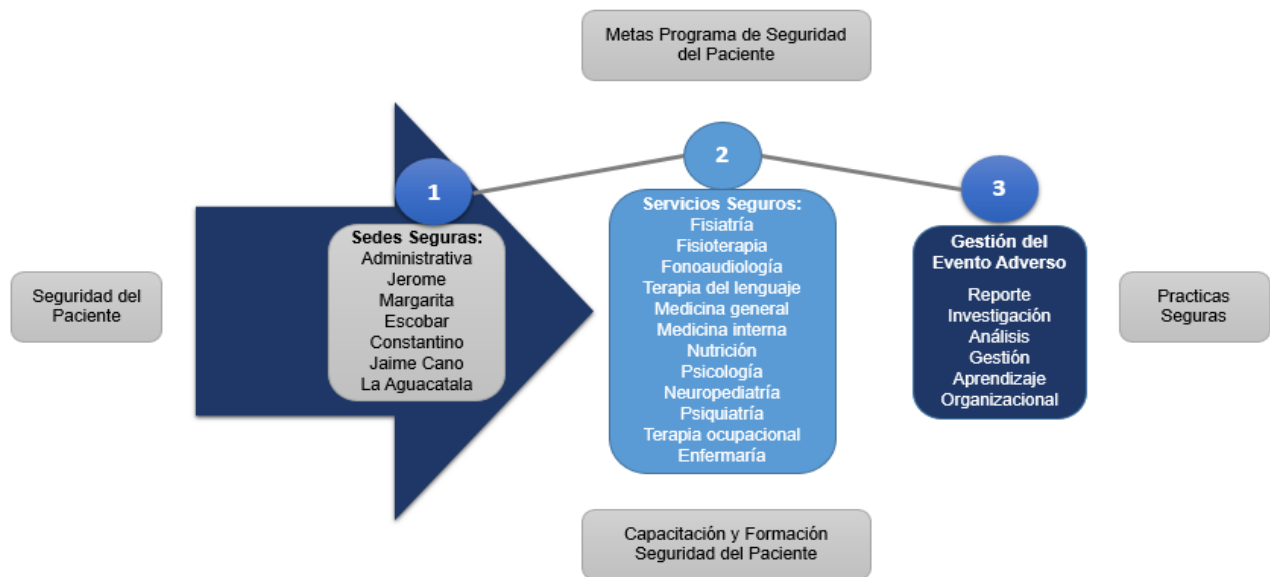 Metas Programa de Seguridad
del Paciente
Seguridad del
Paciente
1
Sedes Seguras:
Administrativa
Jerome
Margarita
Escobar
Constantino
Jaime Cano
La Aguacatala
2
Servicios Seguros:
Fisiatría
Fisioterapia
Fonoaudiología
Terapia del lenguaje
Medicina general
Medicina interna
Nutrición
Psicología
Neuropediatría
Psiquiatría
Terapia ocupacional
Enfermaría
3
Gestión del
Evento Adverso
Reporte
Investigación
Análisis
Gestión
Aprendizaje
Organizacional
Practicas
Seguras
Capacitación y Formación
Seguridad del Paciente